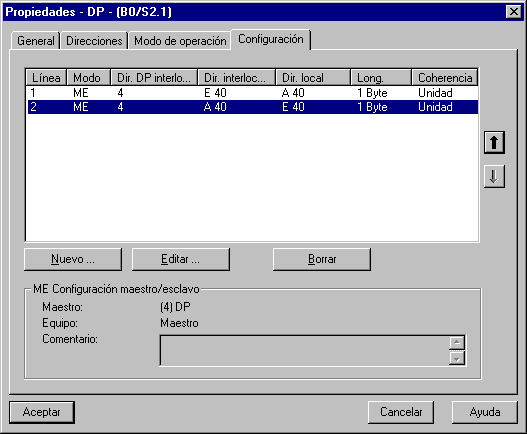 Propiedades - DP - (B0/S2.1)
General Direcciones Modo de operación Configuración
Línea Modo Dir. DP interlo... Dir. interloc... Dir. local Long. Coherencia
1 ME 4 E 40 A 40 1 Byte Unidad
2 ME 4 A 40 E 40 1 Byte Unidad
Nuevo ... Editar ... Borrar
ME Configuración maestro/esclavo
Maestro: (4) DP
Equipo: Maestro
Comentario:
Aceptar Cancelar Ayuda